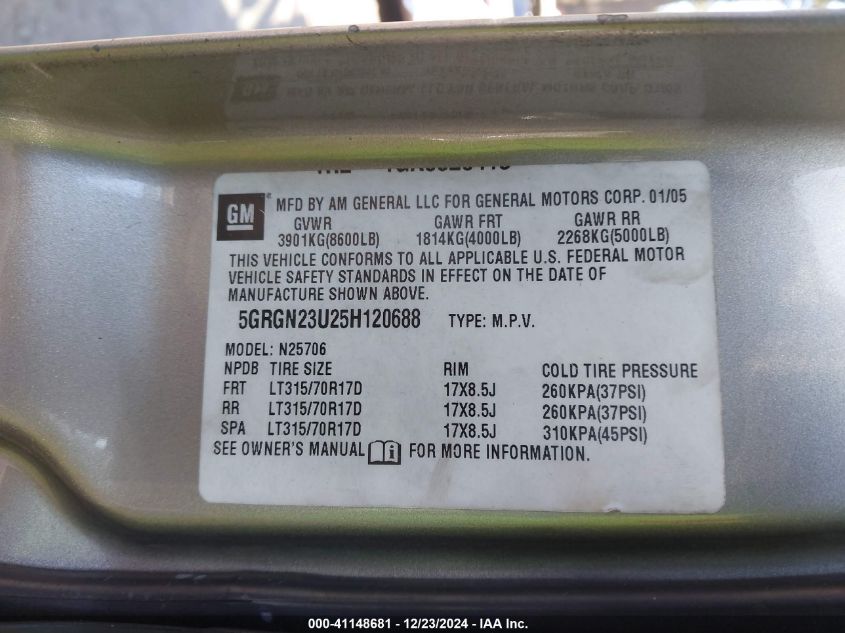 GM
MFD BY AM GENERAL LLC FOR GENERAL MOTORS CORP. 01/05
GVWR GAWR FRT GAWR RR
3901KG(8600LB) 1814KG(4000LB) 2268KG(5000LB)
THIS VEHICLE CONFORMS TO ALL APPLICABLE U.S. FEDERAL MOTOR
VEHICLE SAFETY STANDARDS IN EFFECT ON THE DATE OF
MANUFACTURE SHOWN ABOVE.
5GRGN23U25H120688 TYPE: M.P.V.
MODEL: N25706
NPDB TIRE SIZE RIM COLD TIRE PRESSURE
FRT LT315/70R17D 17X8.5J 260KPA(37PSI)
RR LT315/70R17D 17X8.5J 260KPA(37PSI)
SPA LT315/70R17D 17X8.5J 310KPA(45PSI)
SEE OWNER'S MANUAL i FOR MORE INFORMATION.
000-41148681 - 12/23/2024 - IAA Inc.